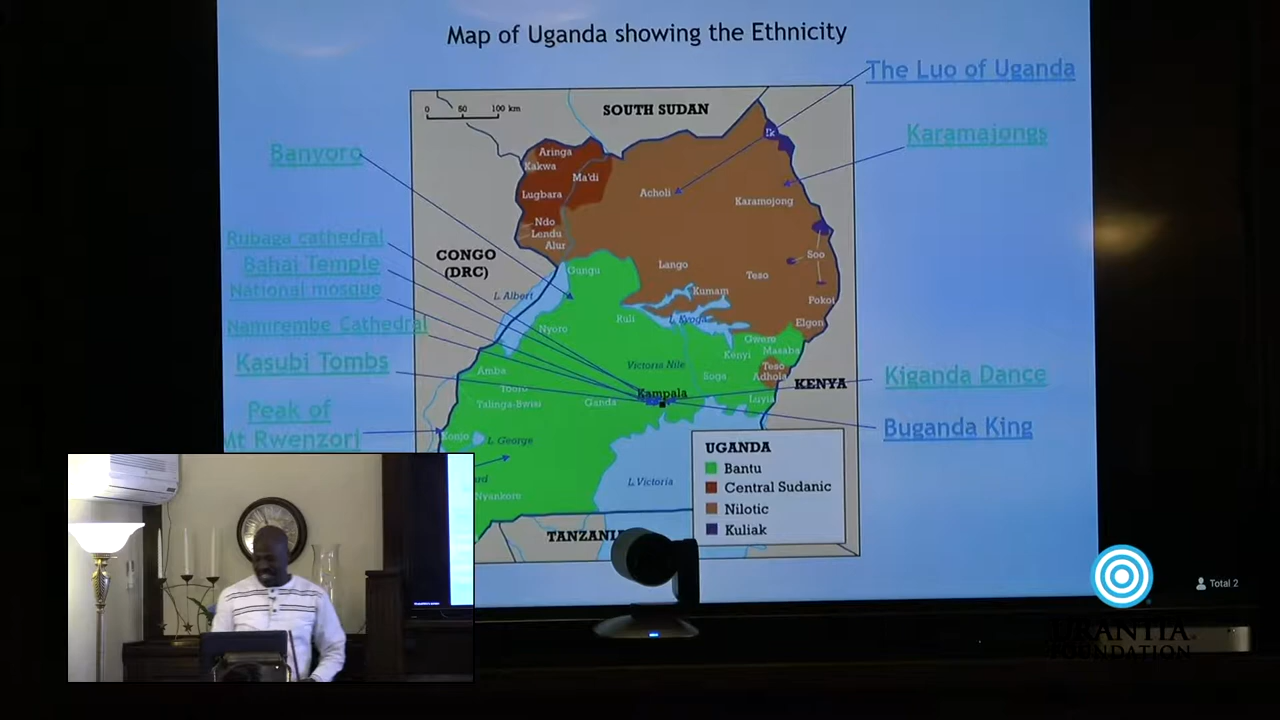 Map of Uganda showing the Ethnicity
The Luo of Uganda
Karamajongs
Banyoro
Rubaga cathedral
Bahai Temple
National mosque
Namirembe Cathedral
Kasubi Tombs
Peak of
Mt Rwenzori
Kiganda Dance
Buganda King
0 50 100 km
SOUTH SUDAN
Ik
Aringa
Kakwa
Ma'di
Lugbara
Acholi
Karamojong
Ndo
Lendu
Alur
CONGO
(DRC)
Gungu
Lango
Teso
Soo
L. Albert
Kumam
Pokot
Nyoro
Ruli
L. Kyoga
Elgon
Gwere
Kenyi
Masaba
Victoria Nile
Amba
Toro
Soga
Teso
Adhola
KENYA
Talinga-Bwisi
Ganda
Kampala
Luyia
Konjo
L. George
L. Victoria
Nyankore
TANZANI
UGANDA
Bantu
Central Sudanic
Nilotic
Kuliak
Total 2
URANTIA
FOUNDATION